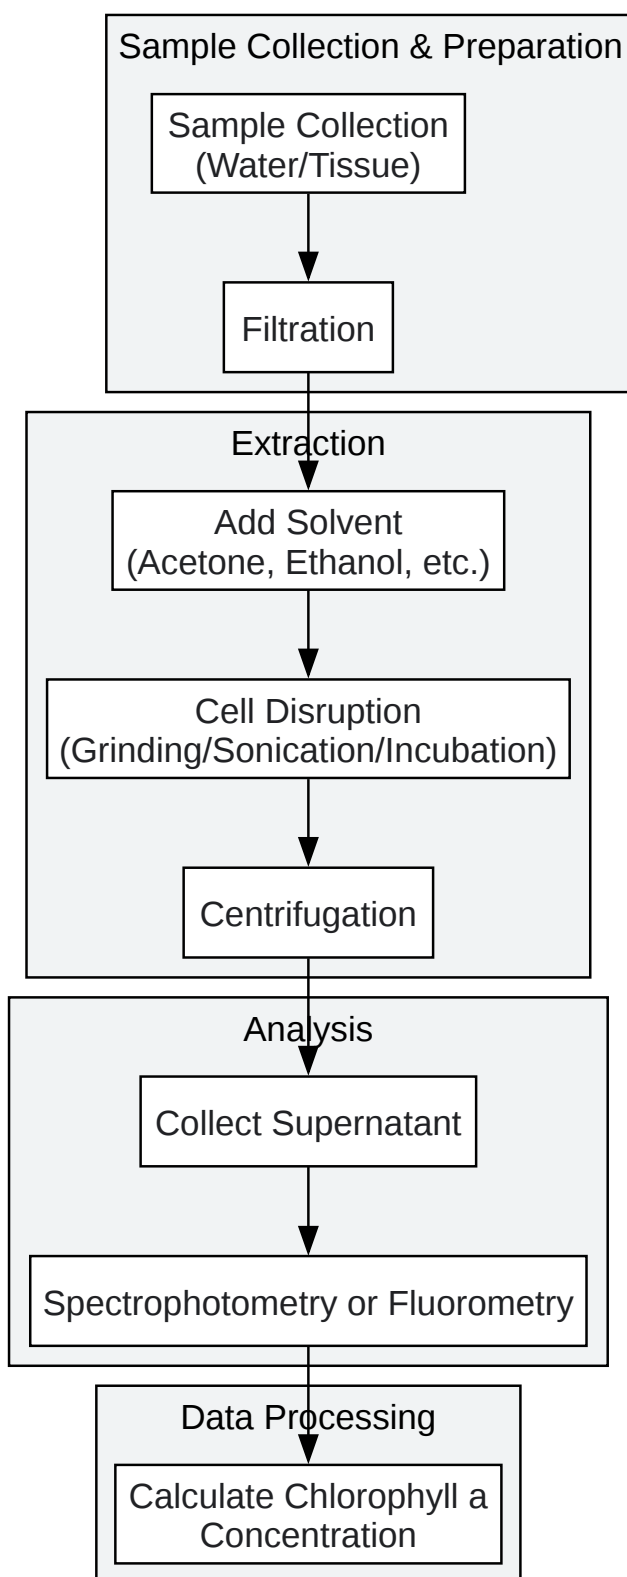 Sample Collection & Preparation
Sample Collection
(Water/Tissue)
Filtration
Extraction
Add Solvent
(Acetone, Ethanol, etc.)
Cell Disruption
(Grinding/Sonication/Incubation)
Centrifugation
Analysis
Collect Supernatant
Spectrophotometry or Fluorometry
Data Processing
Calculate Chlorophyll a
Concentration